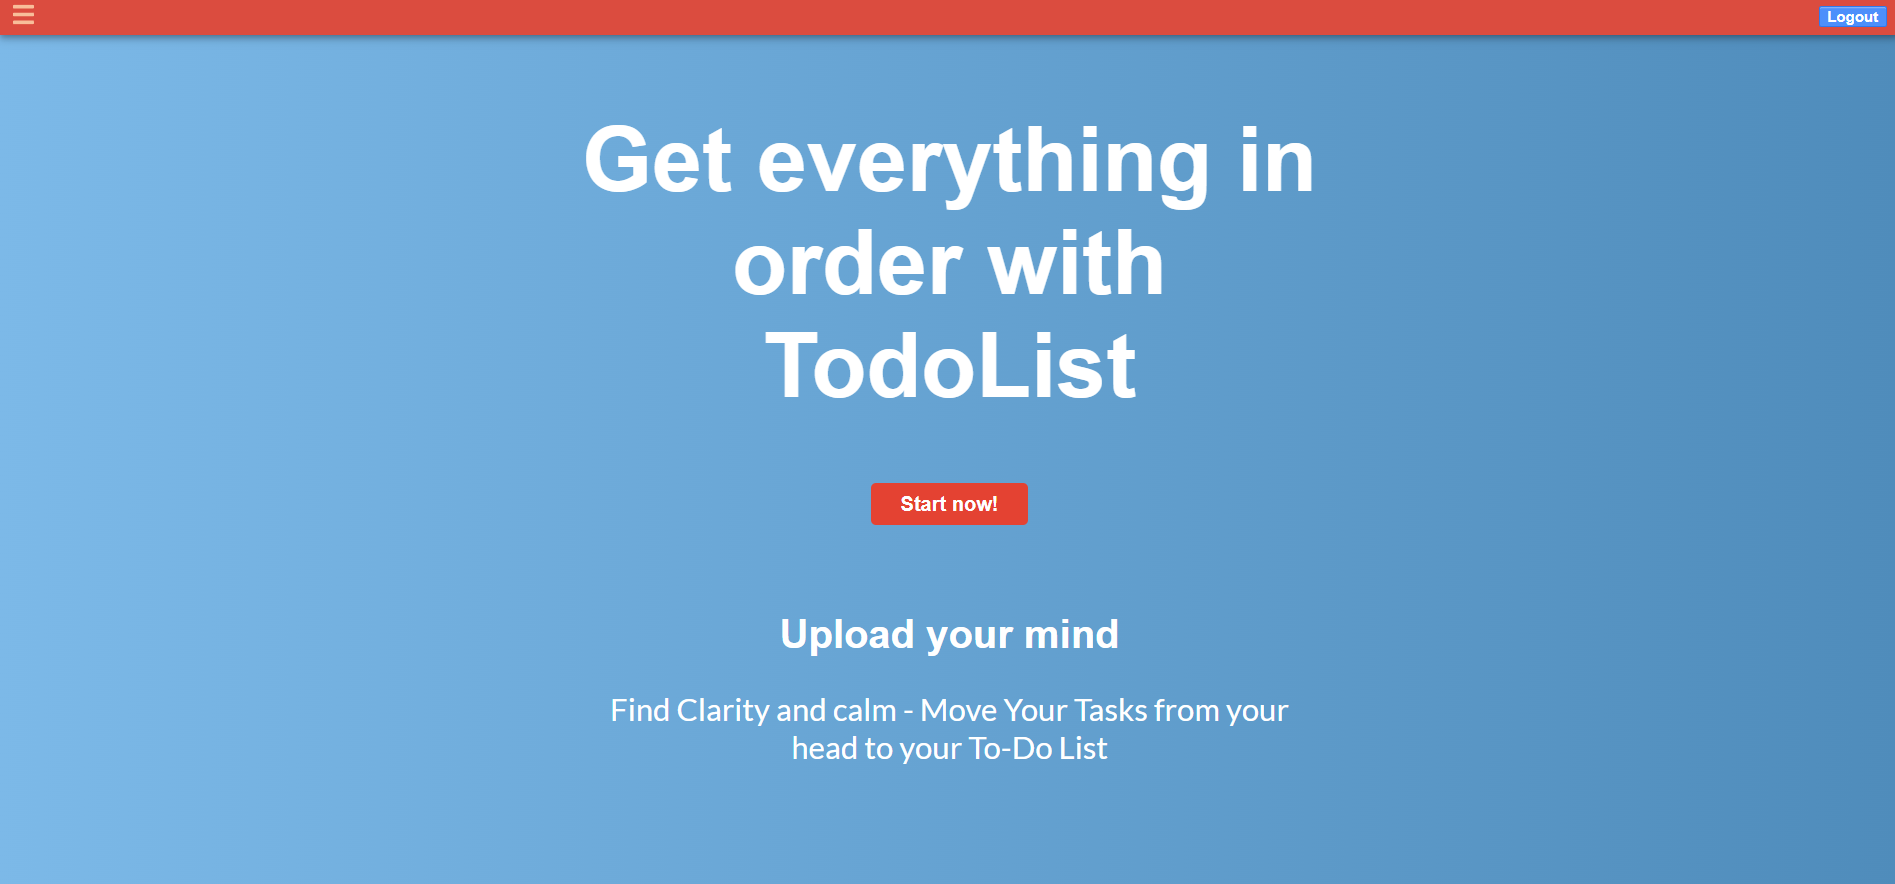 Logout
Get everything in
order with
TodoList
Start now!
Upload your mind
Find Clarity and calm - Move Your Tasks from your
head to your To-Do List